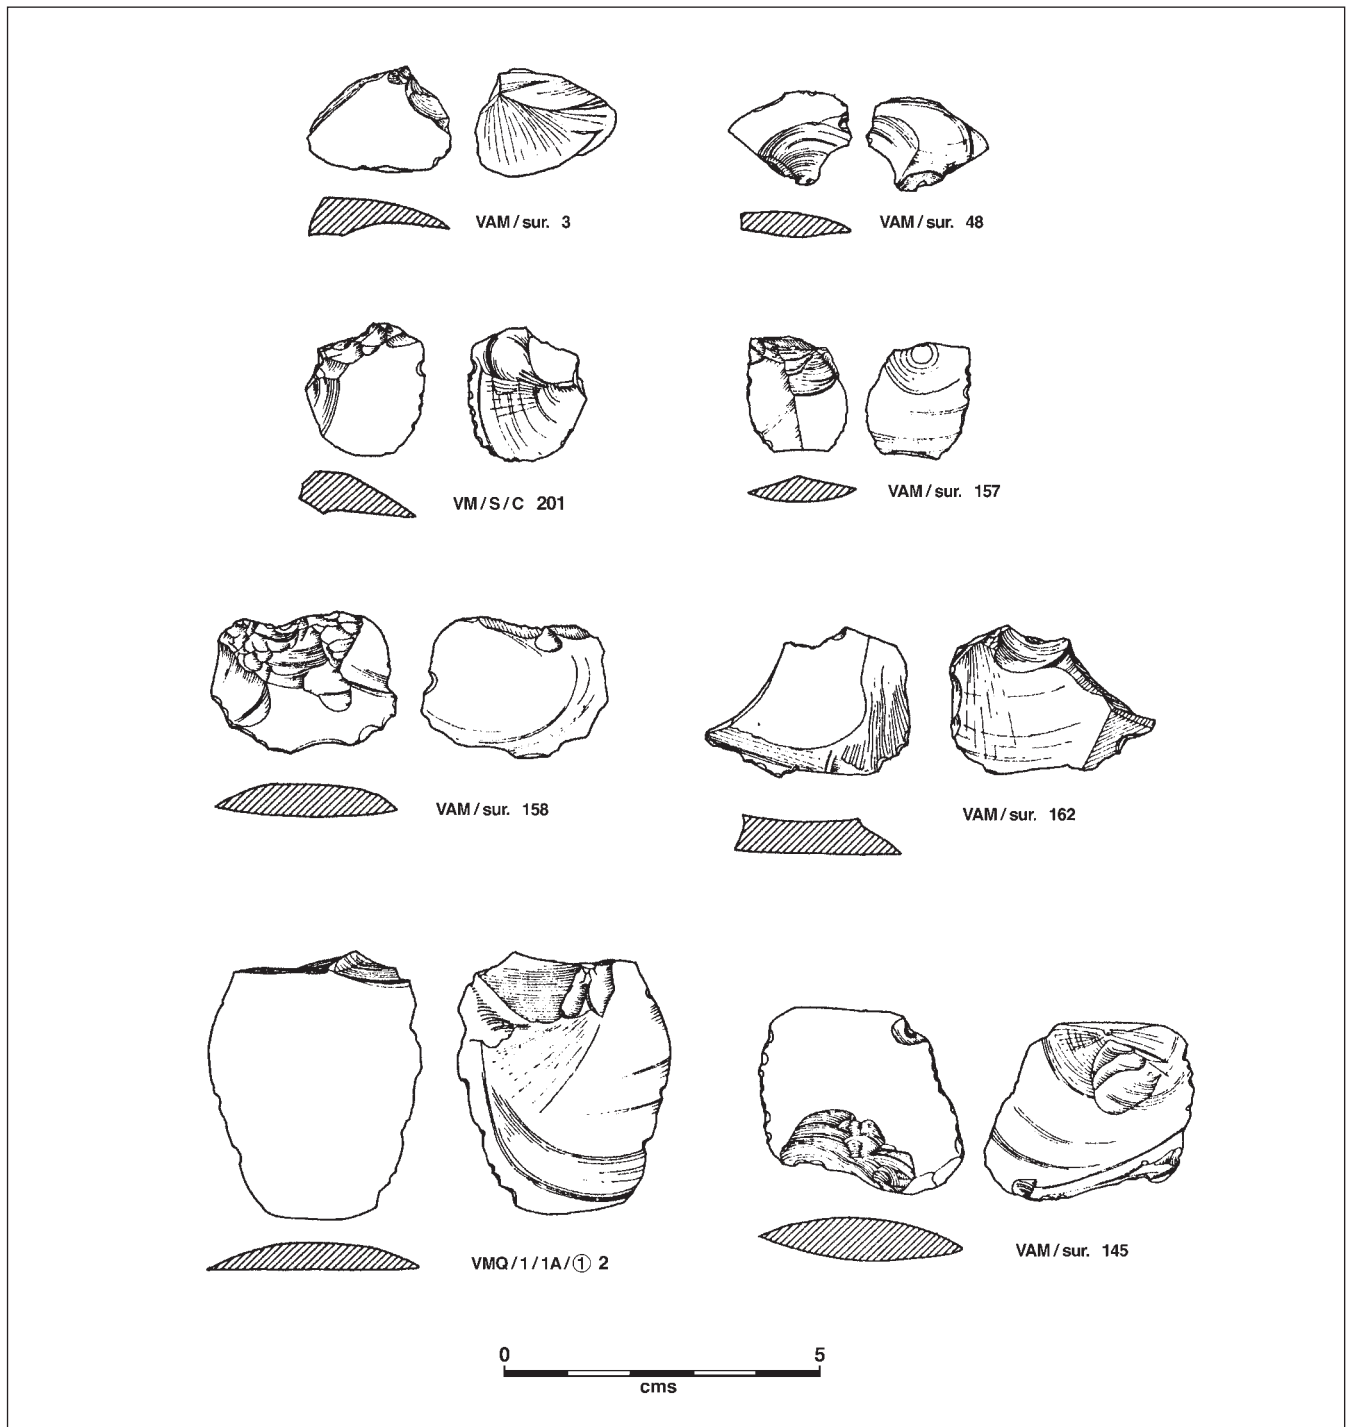 VAM / sur. 3
VAM / sur. 48
VM / S / C 201
VAM / sur. 157
VAM / sur. 158
VAM / sur. 162
VMQ / 1 / 1A / ① 2
VAM / sur. 145
0 5
cms